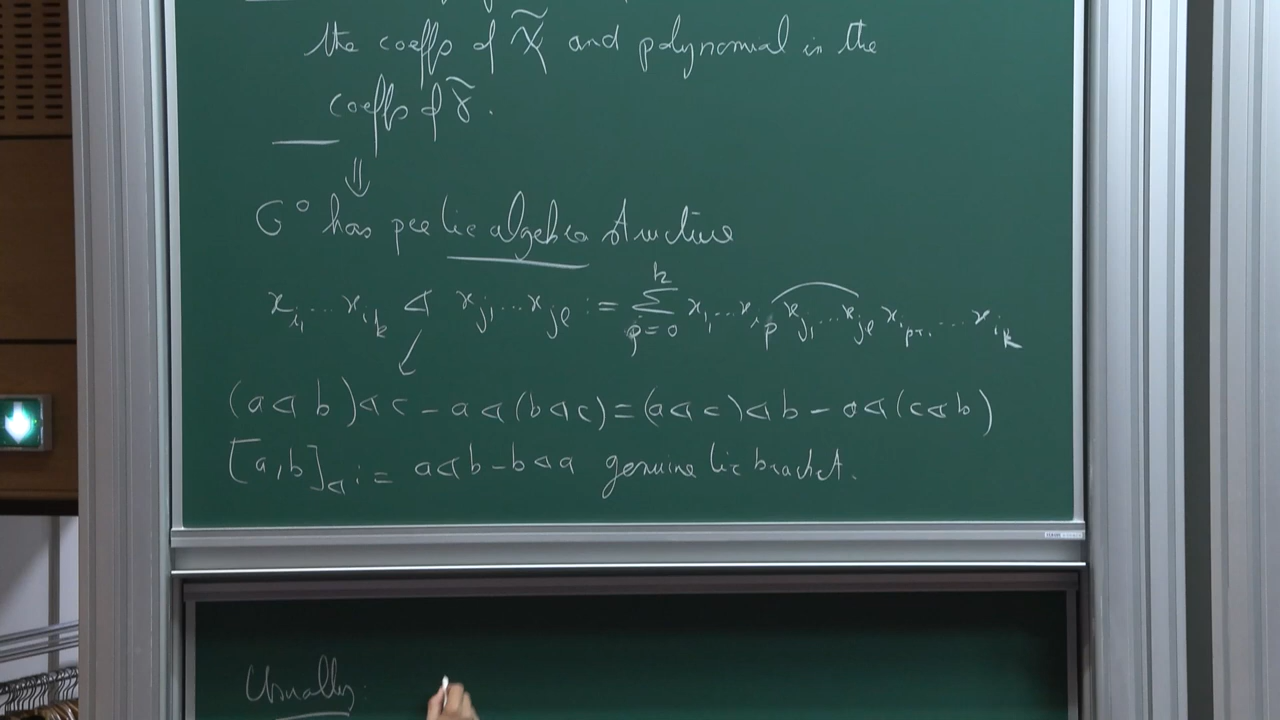 the coeffs of χ̃ and polynomial in the
coeffs of γ̃.
⇓
G° has pre lie algebra structure
x_{i_1}...x_{i_k} ◁ x_{j_1}...x_{j_ℓ} := Σ_{p=0}^{k} x_{i_1}...x_{i_p} x_{j_1}...x_{j_ℓ} x_{i_{p+1}}...x_{i_k}
(a ◁ b) ◁ c - a ◁ (b ◁ c) = (a ◁ c) ◁ b - a ◁ (c ◁ b)
[a,b]_◁ := a ◁ b - b ◁ a genuine lie bracket.
Usually: